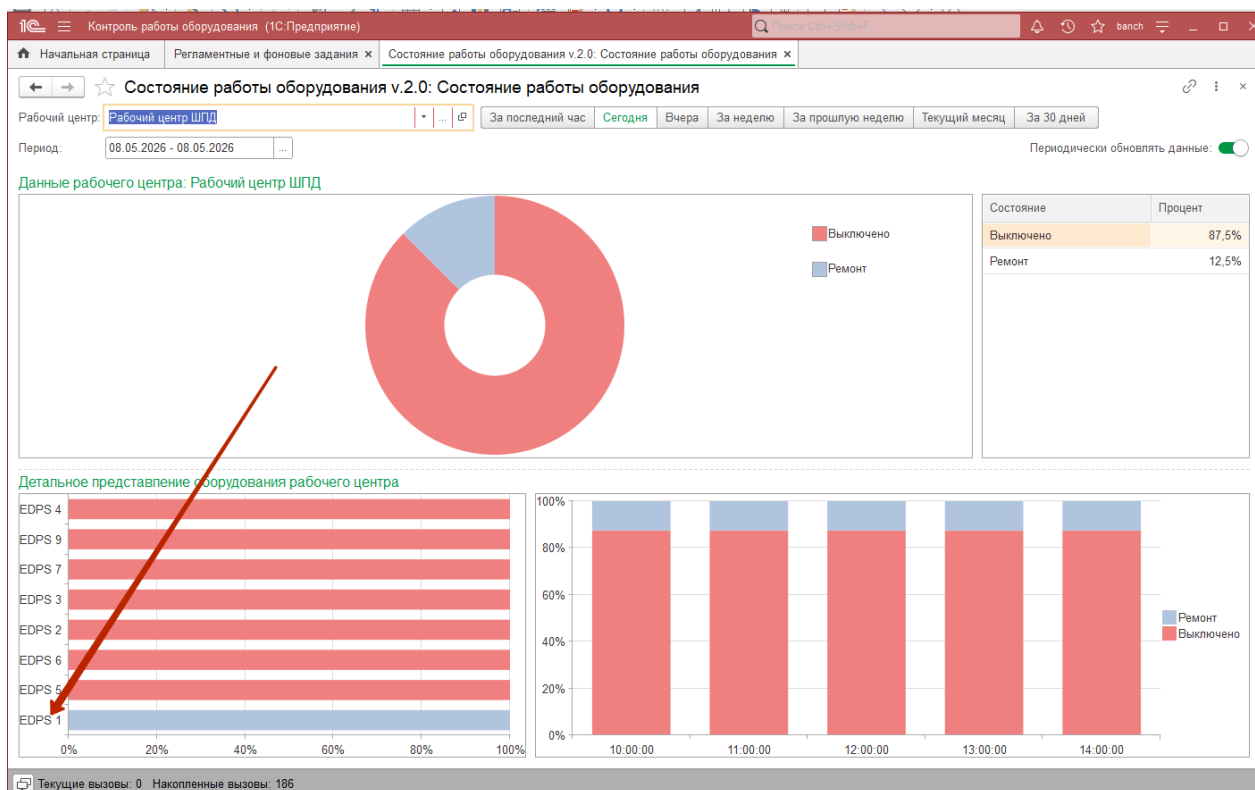 1С Контроль работы оборудования (1С:Предприятие) Поиск Ctrl+Shift+F banch
Начальная страница Регламентные и фоновые задания × Состояние работы оборудования v.2.0: Состояние работы оборудования ×
Состояние работы оборудования v.2.0: Состояние работы оборудования
Рабочий центр: Рабочий центр ШПД ... За последний час Сегодня Вчера За неделю За прошлую неделю Текущий месяц За 30 дней
Период: 08.05.2026 - 08.05.2026 ... Периодически обновлять данные:
Данные рабочего центра: Рабочий центр ШПД
Выключено
Ремонт
Состояние Процент
Выключено 87,5%
Ремонт 12,5%
Детальное представление оборудования рабочего центра
EDPS 4
EDPS 9
EDPS 7
EDPS 3
EDPS 2
EDPS 6
EDPS 5
EDPS 1
0% 20% 40% 60% 80% 100%
100%
80%
60%
40%
20%
0%
10:00:00 11:00:00 12:00:00 13:00:00 14:00:00
Ремонт
Выключено
Текущие вызовы: 0 Накопленные вызовы: 186